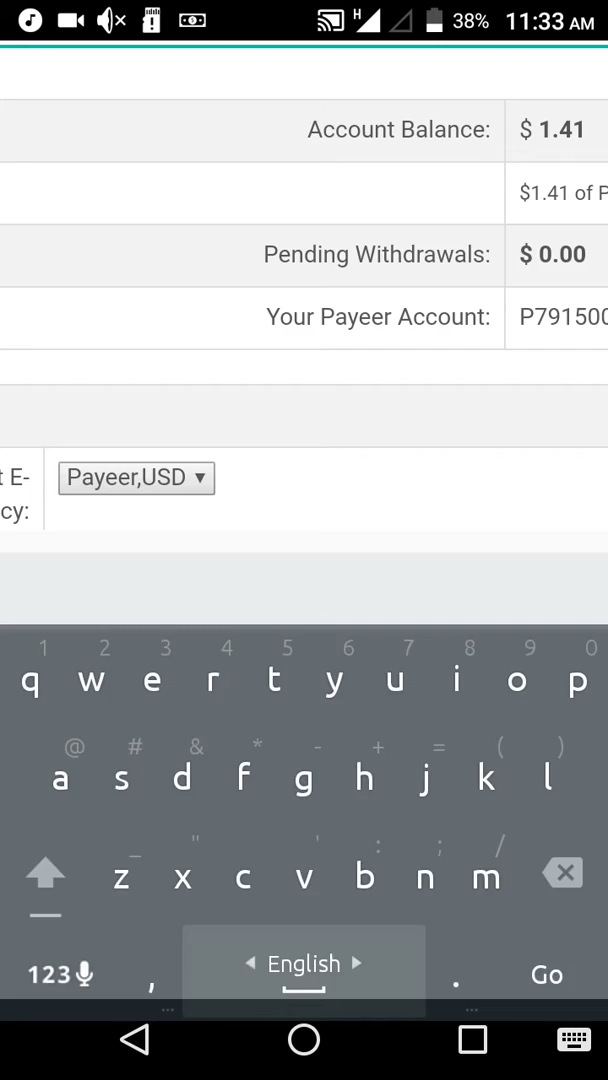 H 38% 11:33 AM
Account Balance: $ 1.41
$1.41 of P
Pending Withdrawals: $ 0.00
Your Payeer Account: P791500
t E- Payeer,USD ▼
cy:
1 2 3 4 5 6 7 8 9 0
q w e r t y u i o p
@ # & * - + = ( )
a s d f g h j k l
_ " ' : ; /
z x c v b n m
123 , English . Go